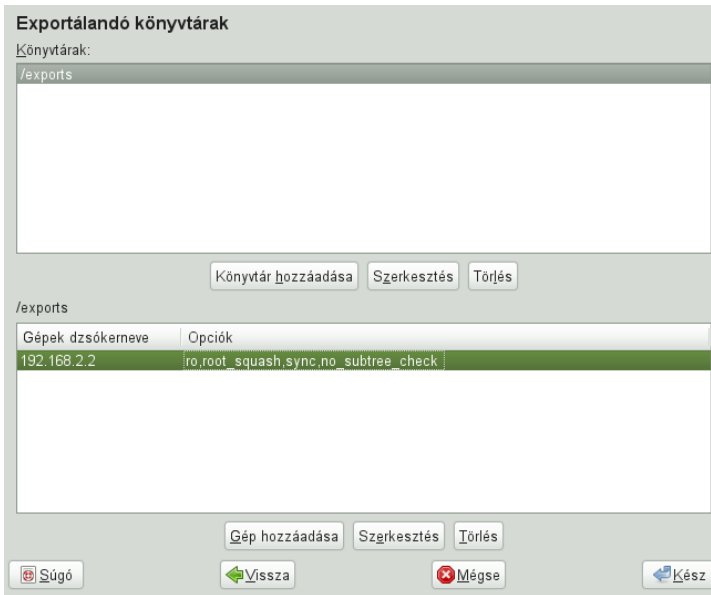 Exportálandó könyvtárak
Könyvtárak:
/exports
Könyvtár hozzáadása Szerkesztés Törlés
/exports
Gépek dzsókerneve Opciók
192.168.2.2 ro,root_squash,sync,no_subtree_check
Gép hozzáadása Szerkesztés Törlés
Súgó Vissza Mégse Kész